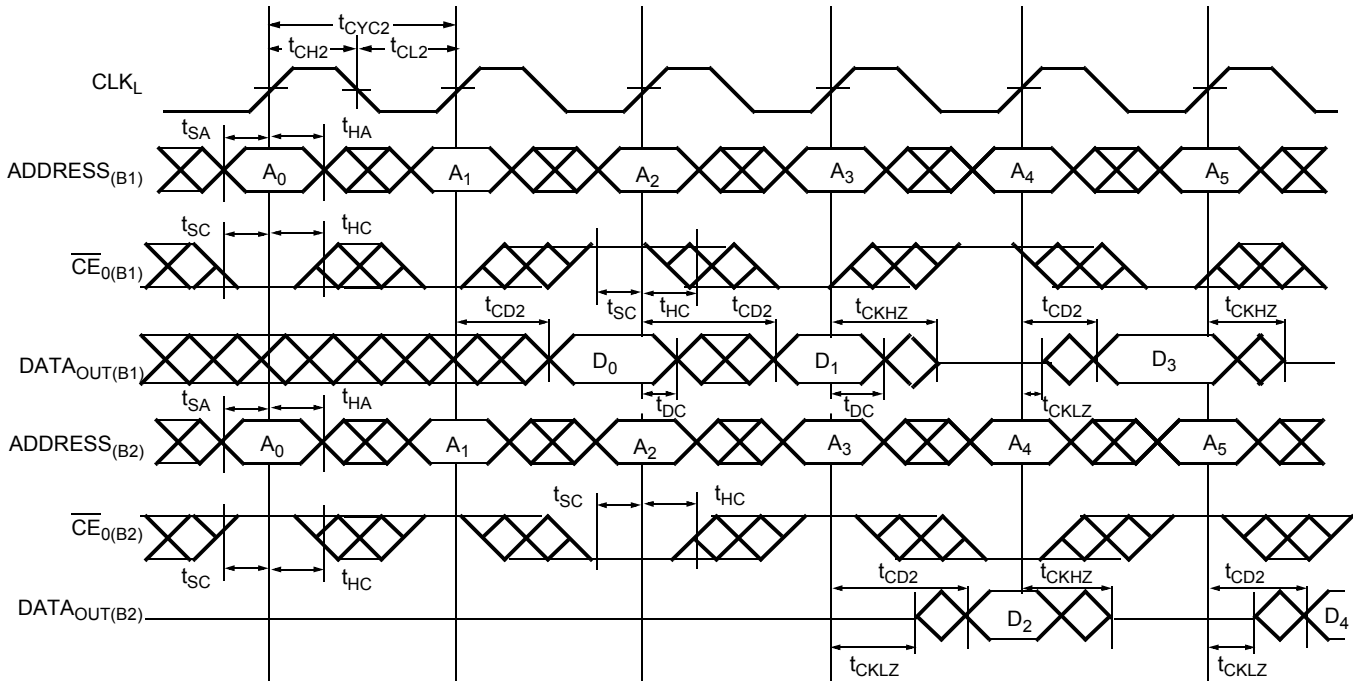 tCYC2
tCH2 tCL2
CLKL
tSA tHA
ADDRESS(B1) A0 A1 A2 A3 A4 A5
tSC tHC
CE0(B1)
tCD2 tSC tHC tCD2 tCKHZ tCD2 tCKHZ
DATAOUT(B1) D0 D1 D3
tSA tHA tDC tDC tCKLZ
ADDRESS(B2) A0 A1 A2 A3 A4 A5
tSC tHC
CE0(B2)
tSC tHC tCD2 tCKHZ tCD2
DATAOUT(B2) D2 D4
tCKLZ tCKLZ